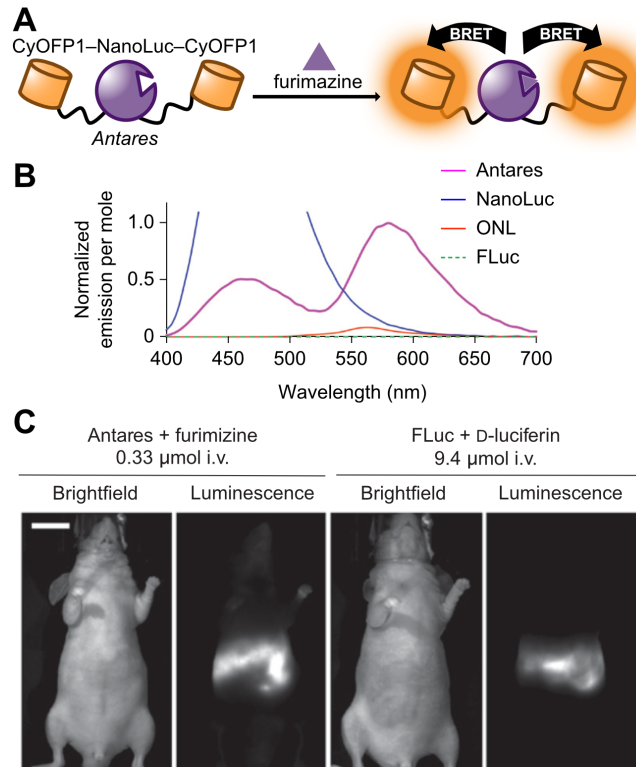 A
CyOFP1–NanoLuc–CyOFP1
Antares
furimazine
BRET
BRET
B
Normalized
emission per mole
1.0
0.5
0
400
450
500
550
600
650
700
Wavelength (nm)
Antares
NanoLuc
ONL
FLuc
C
Antares + furimizine
0.33 µmol i.v.
FLuc + D-luciferin
9.4 µmol i.v.
Brightfield
Luminescence
Brightfield
Luminescence